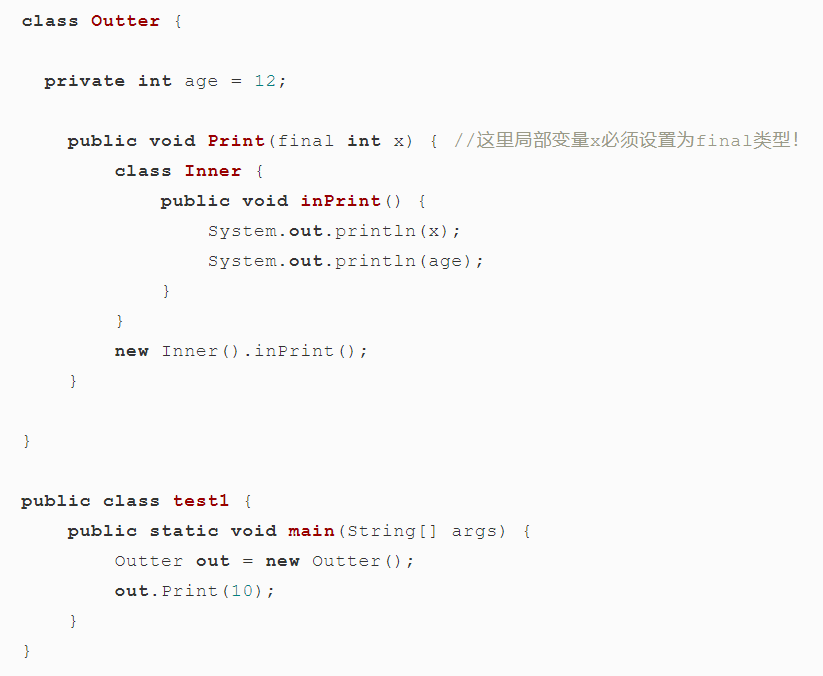 class Outter {
private int age = 12;
public void Print(final int x) { //这里局部变量x必须设置为final类型!
class Inner {
public void inPrint() {
System.out.println(x);
System.out.println(age);
}
}
new Inner().inPrint();
}
}
public class test1 {
public static void main(String[] args) {
Outter out = new Outter();
out.Print(10);
}
}